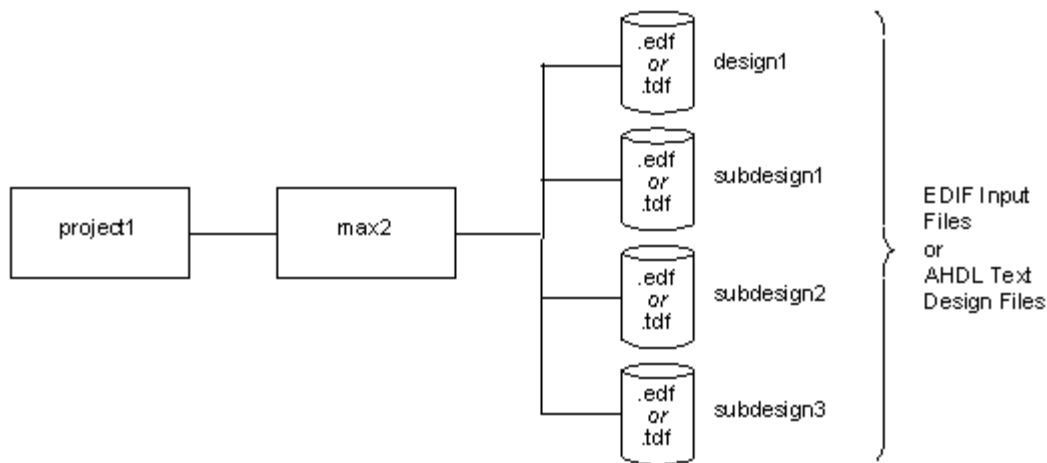 project1
max2
.edf
or
.tdf
design1
.edf
or
.tdf
subdesign1
.edf
or
.tdf
subdesign2
.edf
or
.tdf
subdesign3
EDIF Input
Files
or
AHDL Text
Design Files